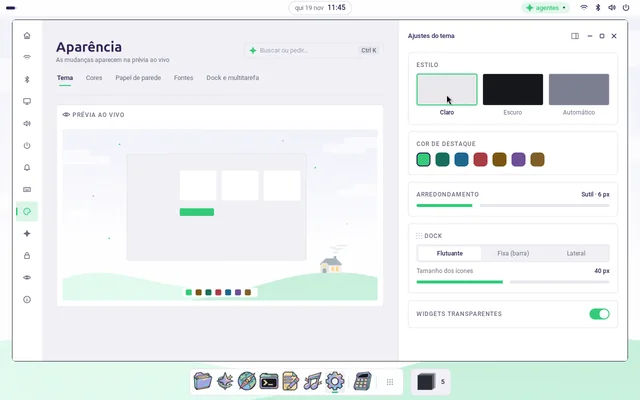 qui 19 nov 11:45
agentes
Aparência
As mudanças aparecem na prévia ao vivo
Buscar ou pedir...
Ctrl K
Tema
Cores
Papel de parede
Fontes
Dock e multitarefa
PRÉVIA AO VIVO
Ajustes do tema
ESTILO
Claro
Escuro
Automático
COR DE DESTAQUE
ARREDONDAMENTO
Sutil · 6 px
DOCK
Flutuante
Fixa (barra)
Lateral
Tamanho dos ícones
40 px
WIDGETS TRANSPARENTES
5